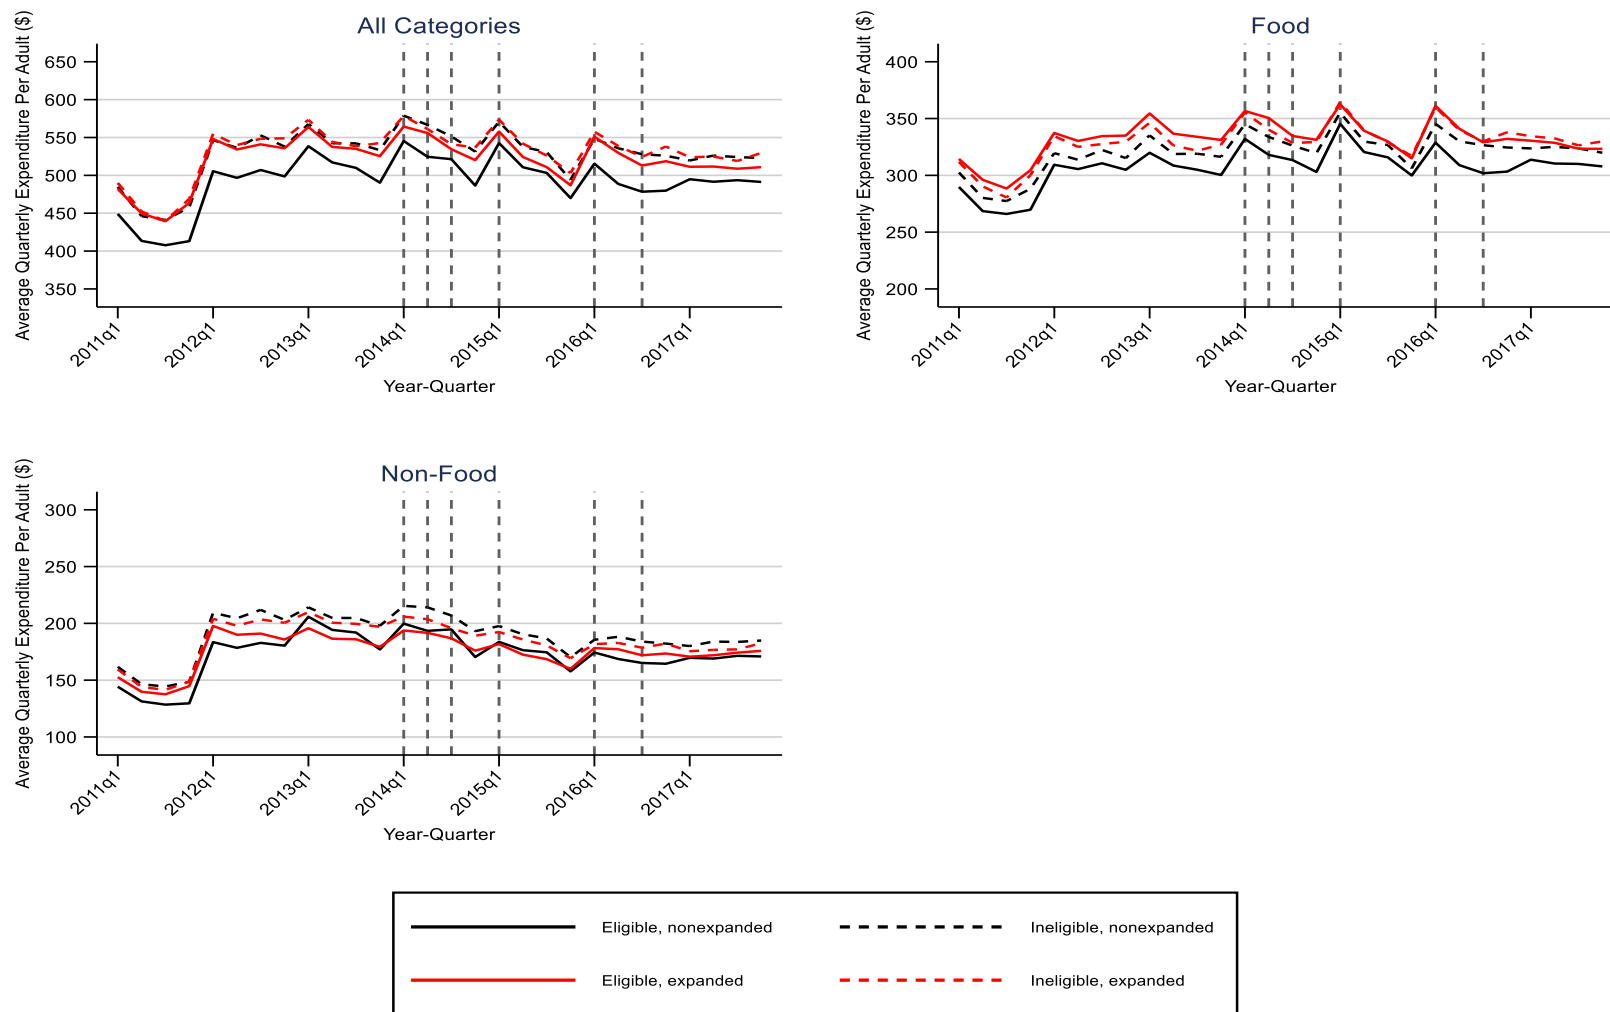 All Categories
Average Quarterly Expenditure Per Adult ($)
650
600
550
500
450
400
350
2011q1
2012q1
2013q1
2014q1
2015q1
2016q1
2017q1
Year-Quarter
Food
Average Quarterly Expenditure Per Adult ($)
400
350
300
250
200
2011q1
2012q1
2013q1
2014q1
2015q1
2016q1
2017q1
Year-Quarter
Non-Food
Average Quarterly Expenditure Per Adult ($)
300
250
200
150
100
2011q1
2012q1
2013q1
2014q1
2015q1
2016q1
2017q1
Year-Quarter
Eligible, nonexpanded
Ineligible, nonexpanded
Eligible, expanded
Ineligible, expanded